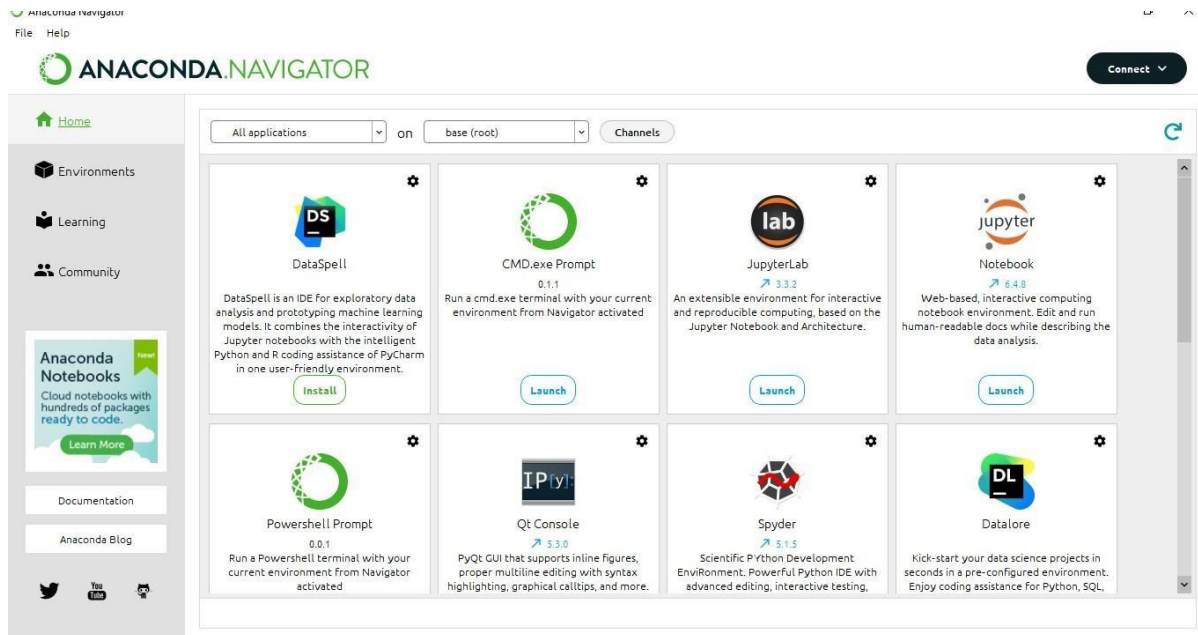 Anaconda Navigator
File Help
ANACONDA.NAVIGATOR
Connect
Home
Environments
Learning
Community
Anaconda
Notebooks
New!
Cloud notebooks with
hundreds of packages
ready to code.
Learn More
Documentation
Anaconda Blog
You
Tube
All applications on base (root) Channels
DS
DataSpell
DataSpell is an IDE for exploratory data
analysis and prototyping machine learning
models. It combines the interactivity of
Jupyter notebooks with the intelligent
Python and R coding assistance of PyCharm
in one user-friendly environment.
Install
CMD.exe Prompt
0.1.1
Run a cmd.exe terminal with your current
environment from Navigator activated
Launch
lab
JupyterLab
3.3.2
An extensible environment for interactive
and reproducible computing, based on the
Jupyter Notebook and Architecture.
Launch
jupyter
Notebook
6.4.8
Web-based, interactive computing
notebook environment. Edit and run
human-readable docs while describing the
data analysis.
Launch
Powershell Prompt
0.0.1
Run a Powershell terminal with your
current environment from Navigator
activated
IP[y]:
Qt Console
5.3.0
PyQt GUI that supports inline figures,
proper multiline editing with syntax
highlighting, graphical calltips, and more.
Spyder
5.1.5
Scientific PYthon Development
EnviRonment. Powerful Python IDE with
advanced editing, interactive testing,
DL
Datalore
Kick-start your data science projects in
seconds in a pre-configured environment.
Enjoy coding assistance for Python, SQL,